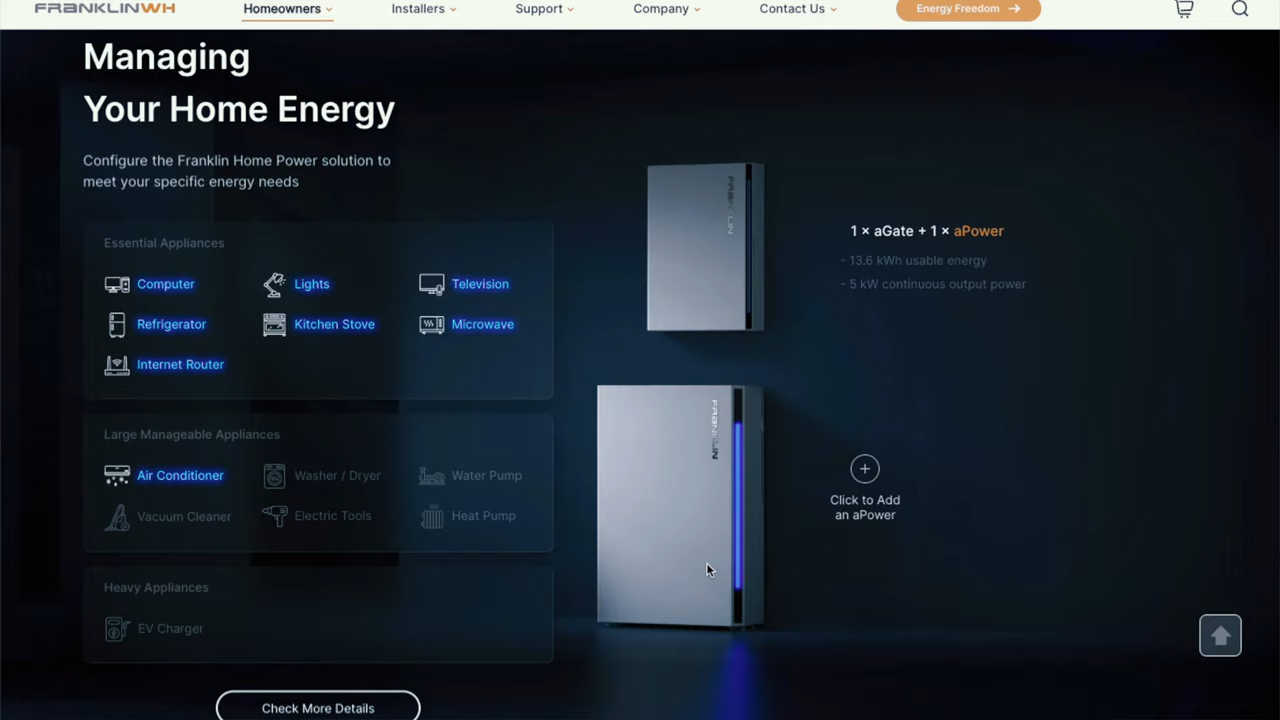 FRANKLINWH
Homeowners
Installers
Support
Company
Contact Us
Energy Freedom
Managing
Your Home Energy
Configure the Franklin Home Power solution to
meet your specific energy needs
Essential Appliances
Computer
Lights
Television
Refrigerator
Kitchen Stove
Microwave
Internet Router
Large Manageable Appliances
Air Conditioner
Washer / Dryer
Water Pump
Vacuum Cleaner
Electric Tools
Heat Pump
Heavy Appliances
EV Charger
Check More Details
FRANKLIN
FRANKLIN
1 × aGate + 1 × aPower
- 13.6 kWh usable energy
- 5 kW continuous output power
Click to Add
an aPower